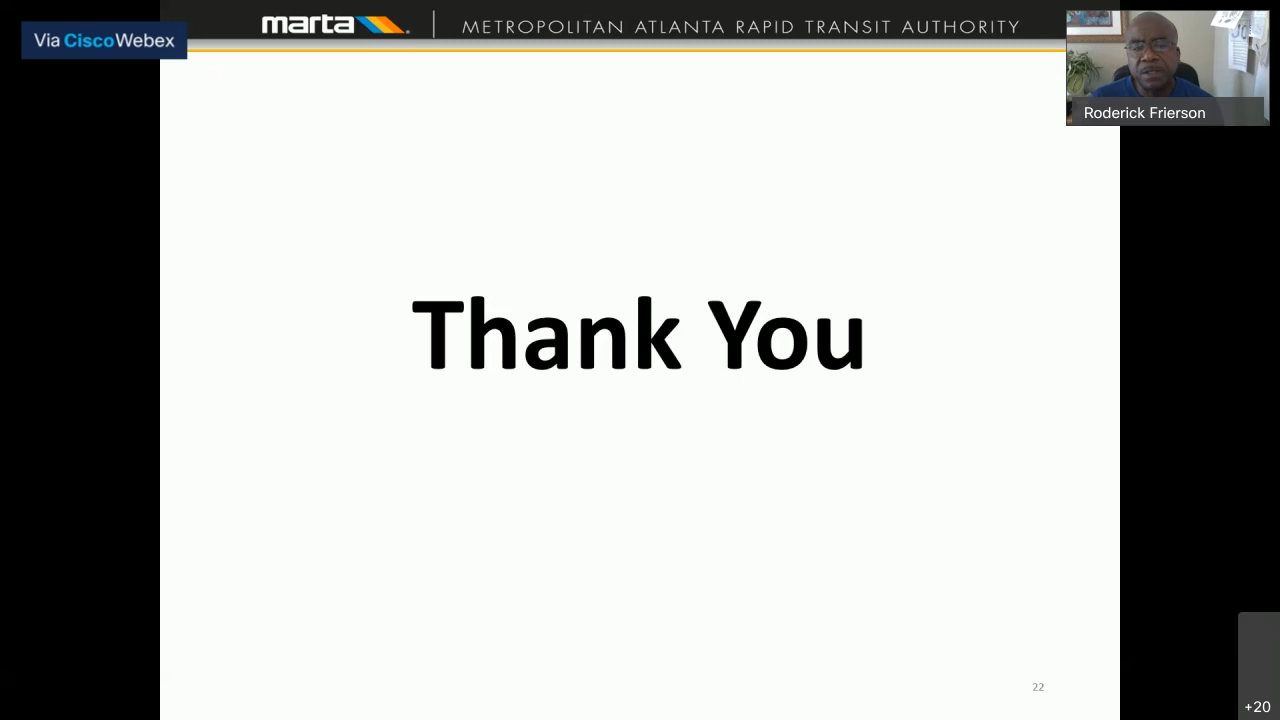 Via CiscoWebex
marta
METROPOLITAN ATLANTA RAPID TRANSIT AUTHORITY
Roderick Frierson
Thank You
22
+20